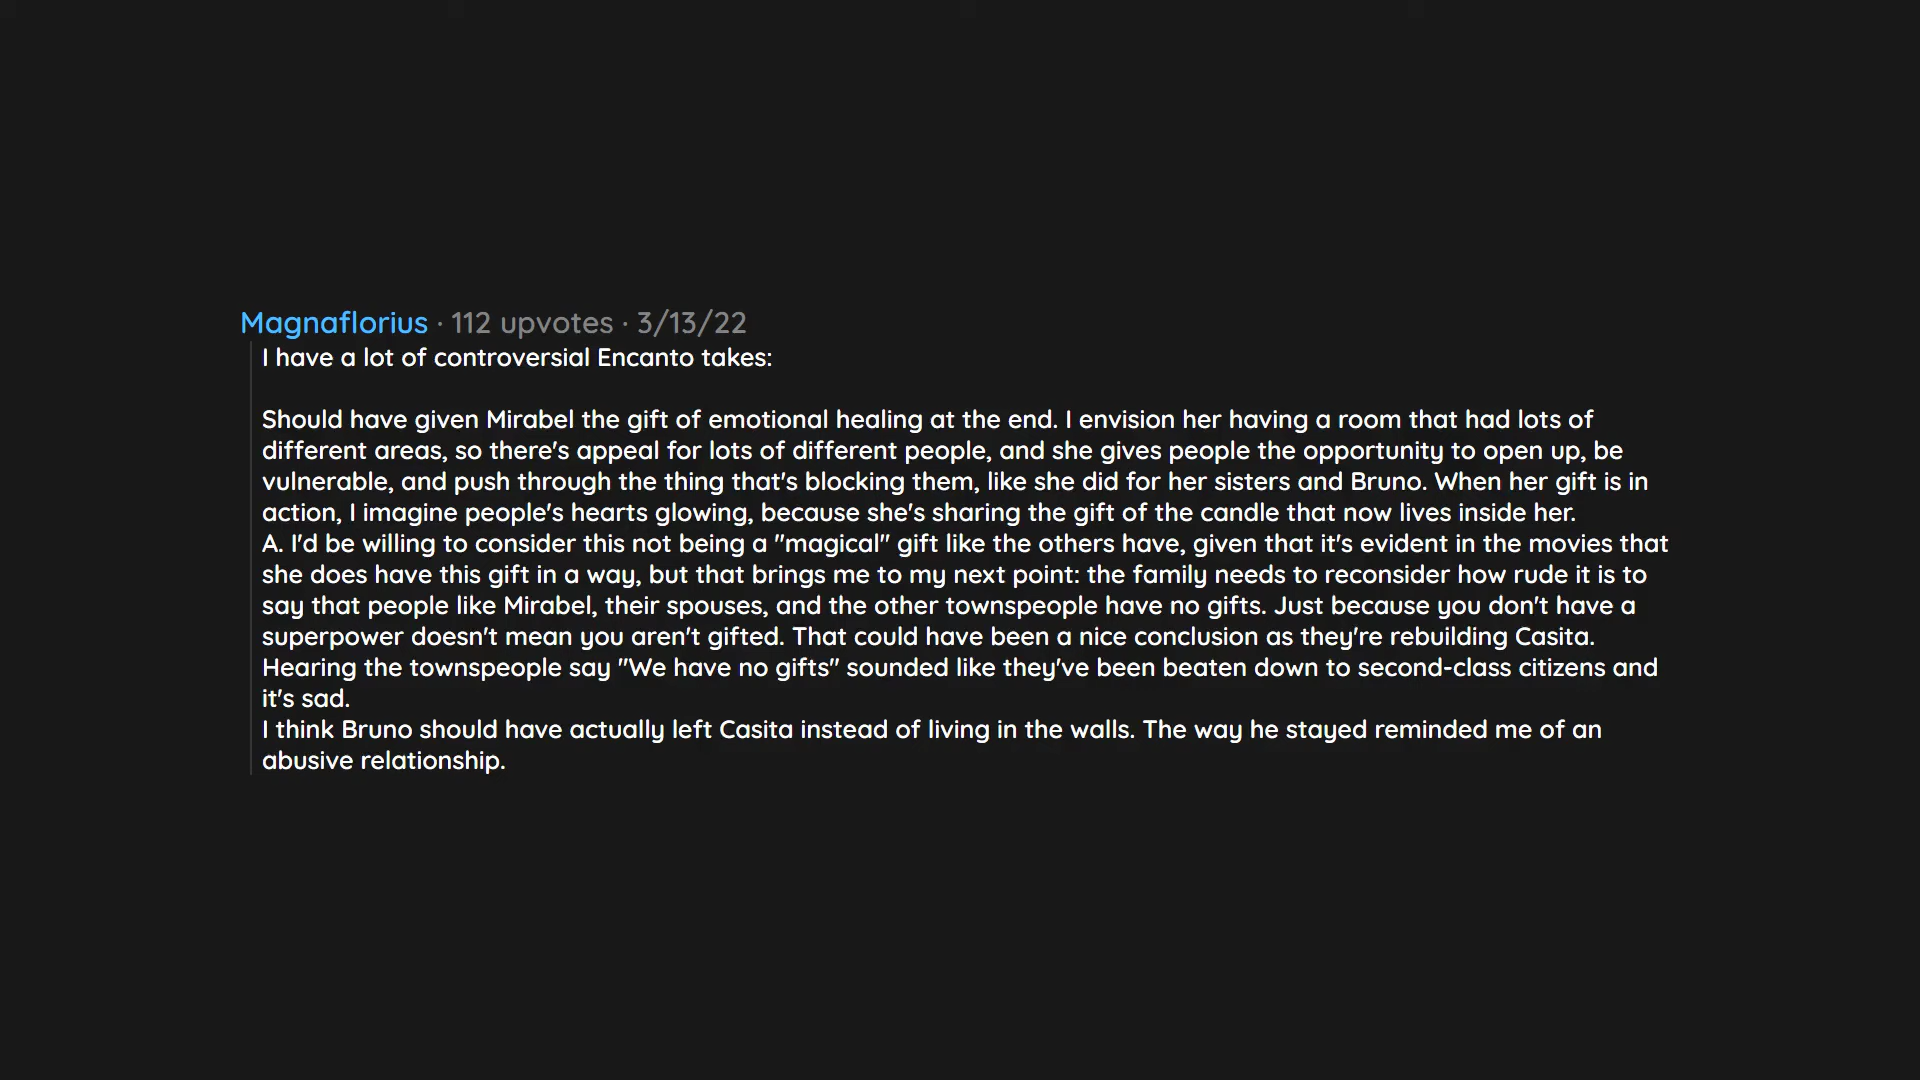 Magnaflorius · 112 upvotes · 3/13/22
I have a lot of controversial Encanto takes:
Should have given Mirabel the gift of emotional healing at the end. I envision her having a room that had lots of
different areas, so there's appeal for lots of different people, and she gives people the opportunity to open up, be
vulnerable, and push through the thing that's blocking them, like she did for her sisters and Bruno. When her gift is in
action, I imagine people's hearts glowing, because she's sharing the gift of the candle that now lives inside her.
A. I'd be willing to consider this not being a "magical" gift like the others have, given that it's evident in the movies that
she does have this gift in a way, but that brings me to my next point: the family needs to reconsider how rude it is to
say that people like Mirabel, their spouses, and the other townspeople have no gifts. Just because you don't have a
superpower doesn't mean you aren't gifted. That could have been a nice conclusion as they're rebuilding Casita.
Hearing the townspeople say "We have no gifts" sounded like they've been beaten down to second-class citizens and
it's sad.
I think Bruno should have actually left Casita instead of living in the walls. The way he stayed reminded me of an
abusive relationship.